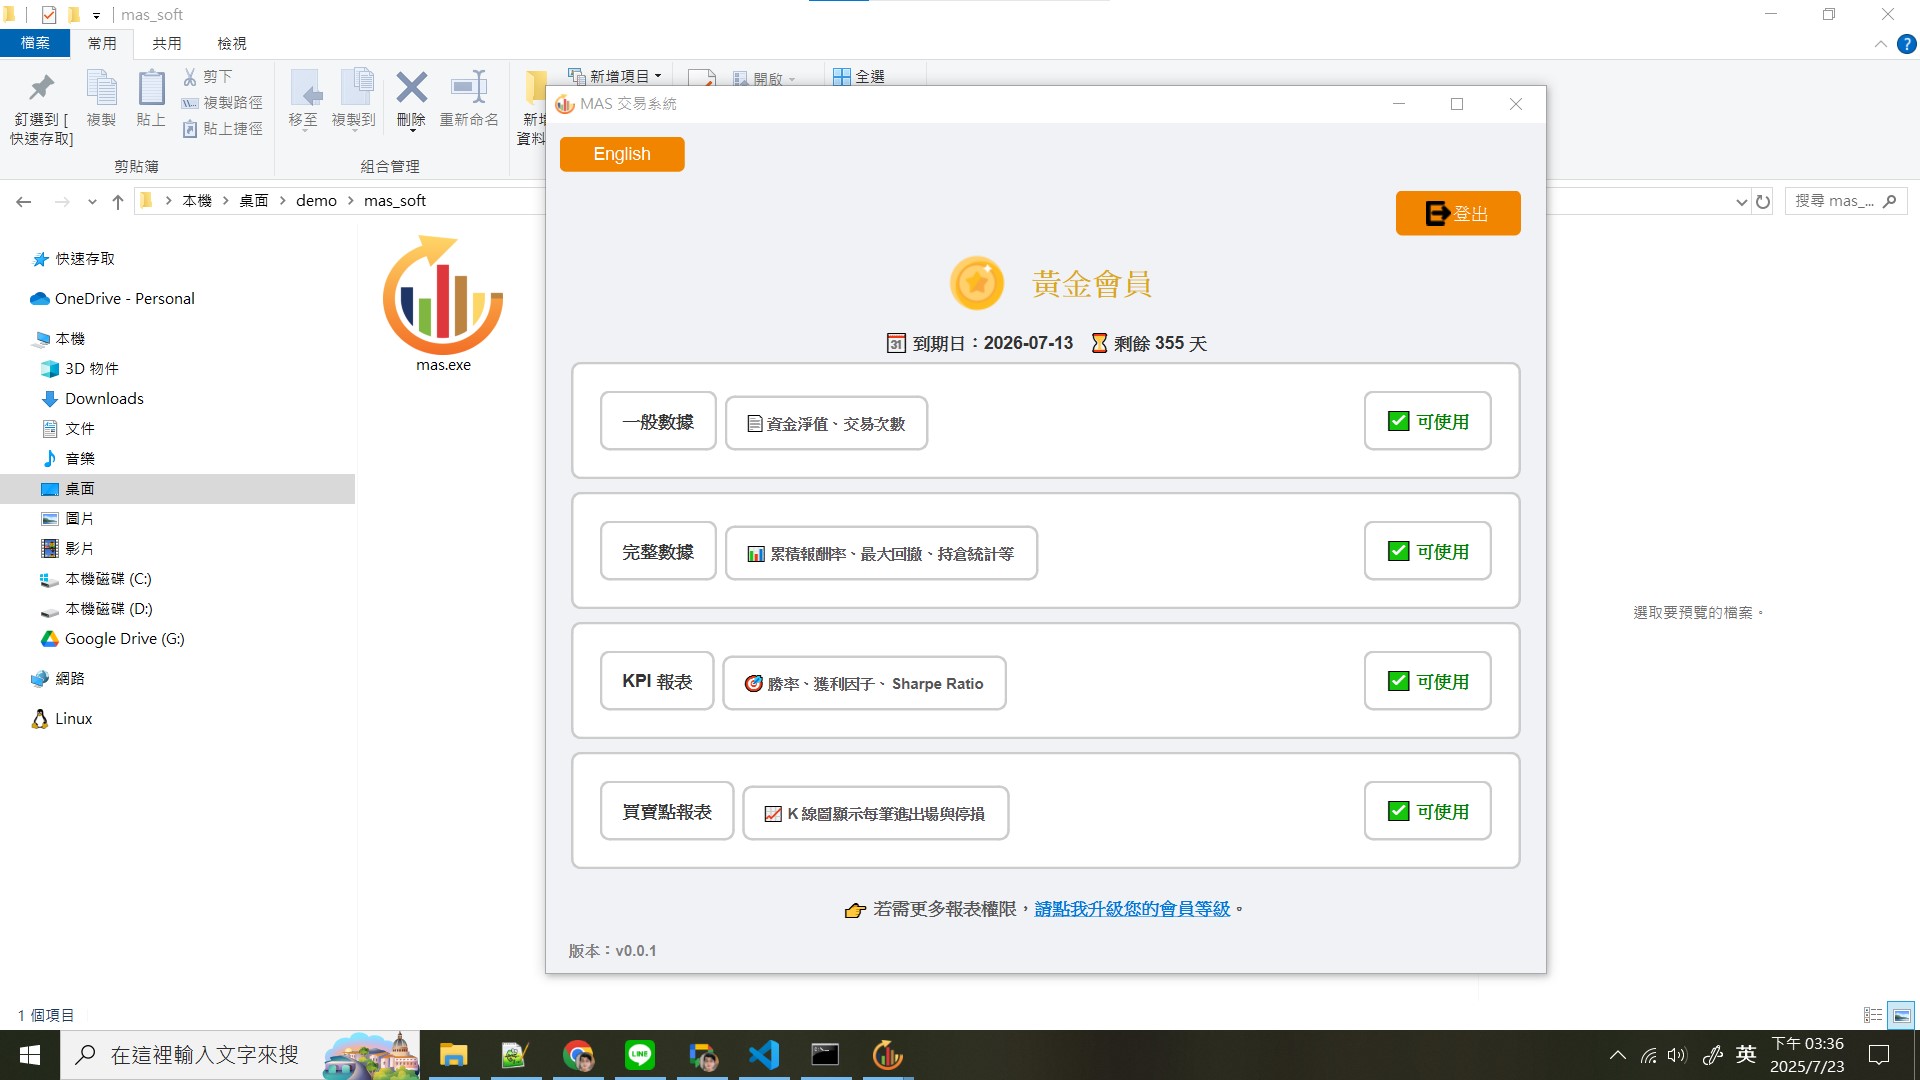 mas_soft
檔案 常用 共用 檢視
釘選到 [
快速存取]
複製
貼上
剪下
複製路徑
貼上捷徑
剪貼簿
移至
複製到
刪除
重新命名
組合管理
新增項目
開啟
全選
← → 本機 > 桌面 > demo > mas_soft
搜尋 mas_...
快速存取
OneDrive - Personal
本機
3D 物件
Downloads
文件
音樂
桌面
圖片
影片
本機磁碟 (C:)
本機磁碟 (D:)
Google Drive (G:)
網路
Linux
mas.exe
MAS 交易系統
English
登出
黃金會員
31 到期日：2026-07-13 剩餘 355 天
一般數據 資金淨值、交易次數 可使用
完整數據 累積報酬率、最大回撤、持倉統計等 可使用
KPI 報表 勝率、獲利因子、Sharpe Ratio 可使用
買賣點報表 K 線圖顯示每筆進出場與停損 可使用
若需更多報表權限，請點我升級您的會員等級。
版本：v0.0.1
選取要預覽的檔案。
1 個項目
在這裡輸入文字來搜
LINE
英
下午 03:36
2025/7/23